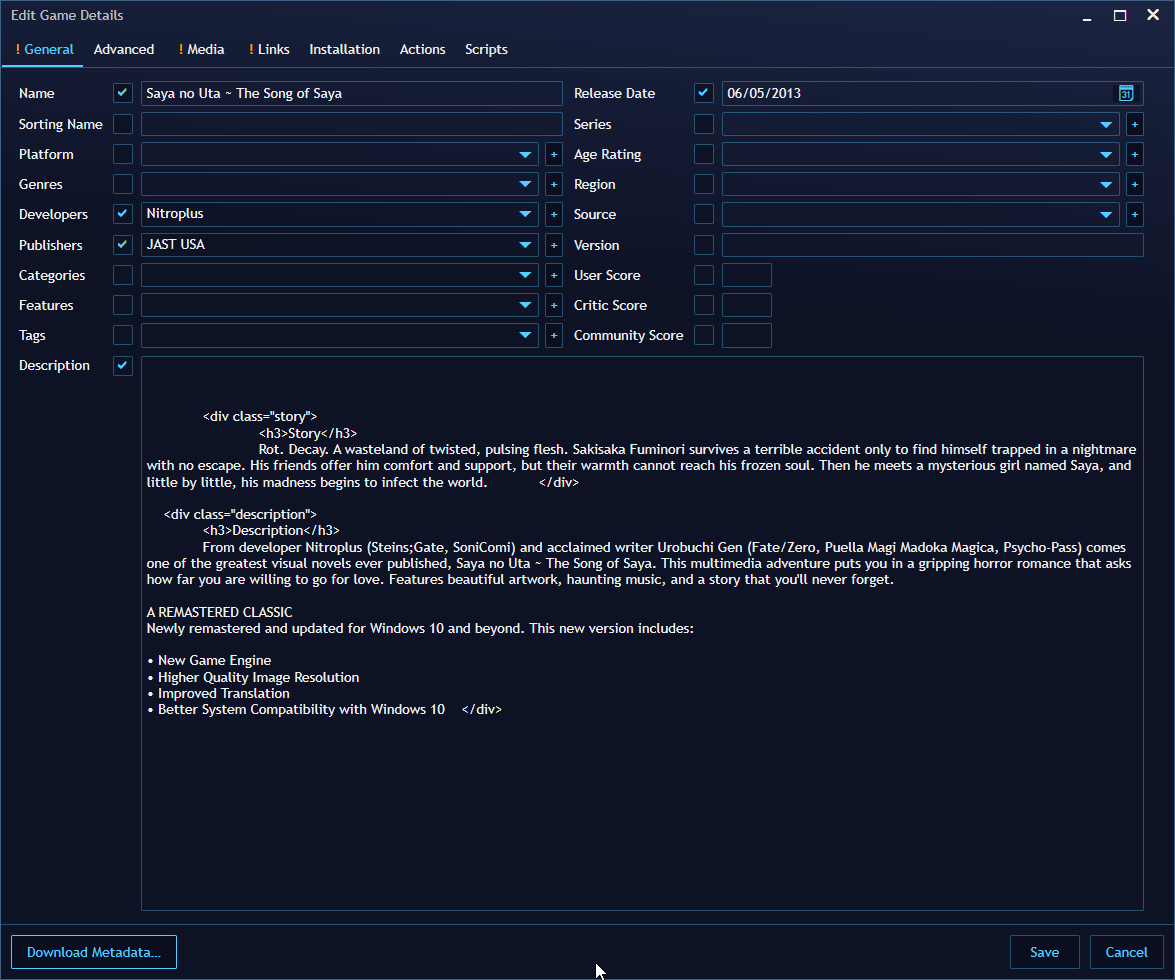 Edit Game Details
! General Advanced ! Media ! Links Installation Actions Scripts
Name Saya no Uta ~ The Song of Saya Release Date 06/05/2013 31
Sorting Name Series +
Platform + Age Rating +
Genres + Region +
Developers Nitroplus + Source +
Publishers JAST USA + Version
Categories + User Score
Features + Critic Score
Tags + Community Score
Description
<div class="story">
<h3>Story</h3>
Rot. Decay. A wasteland of twisted, pulsing flesh. Sakisaka Fuminori survives a terrible accident only to find himself trapped in a nightmare
with no escape. His friends offer him comfort and support, but their warmth cannot reach his frozen soul. Then he meets a mysterious girl named Saya, and
little by little, his madness begins to infect the world. </div>
<div class="description">
<h3>Description</h3>
From developer Nitroplus (Steins;Gate, SoniComi) and acclaimed writer Urobuchi Gen (Fate/Zero, Puella Magi Madoka Magica, Psycho-Pass) comes
one of the greatest visual novels ever published, Saya no Uta ~ The Song of Saya. This multimedia adventure puts you in a gripping horror romance that asks
how far you are willing to go for love. Features beautiful artwork, haunting music, and a story that you'll never forget.
A REMASTERED CLASSIC
Newly remastered and updated for Windows 10 and beyond. This new version includes:
• New Game Engine
• Higher Quality Image Resolution
• Improved Translation
• Better System Compatibility with Windows 10 </div>
Download Metadata... Save Cancel